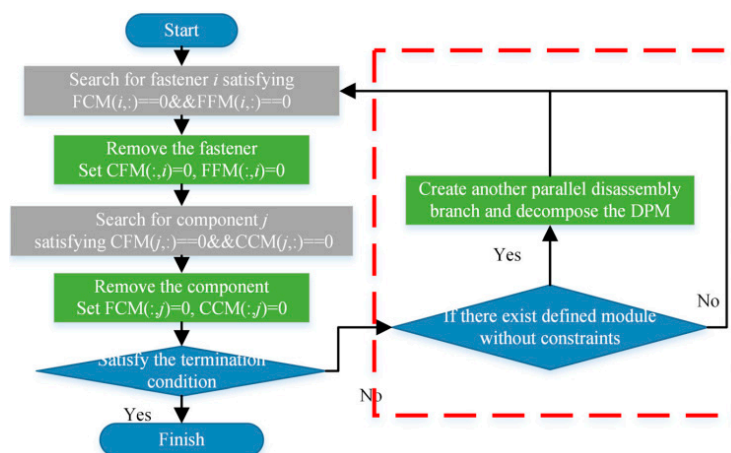 Start
Search for fastener i satisfying
FCM(i,:)==0&&FFM(i,:)==0
Remove the fastener
Set CFM(:,i)=0, FFM(:,i)=0
Search for component j
satisfying CFM(j,:)==0&&CCM(j,:)==0
Remove the component
Set FCM(:,j)=0, CCM(:,j)=0
Satisfy the termination
condition
Yes
Finish
No
Create another parallel disassembly
branch and decompose the DPM
Yes
If there exist defined module
without constraints
No